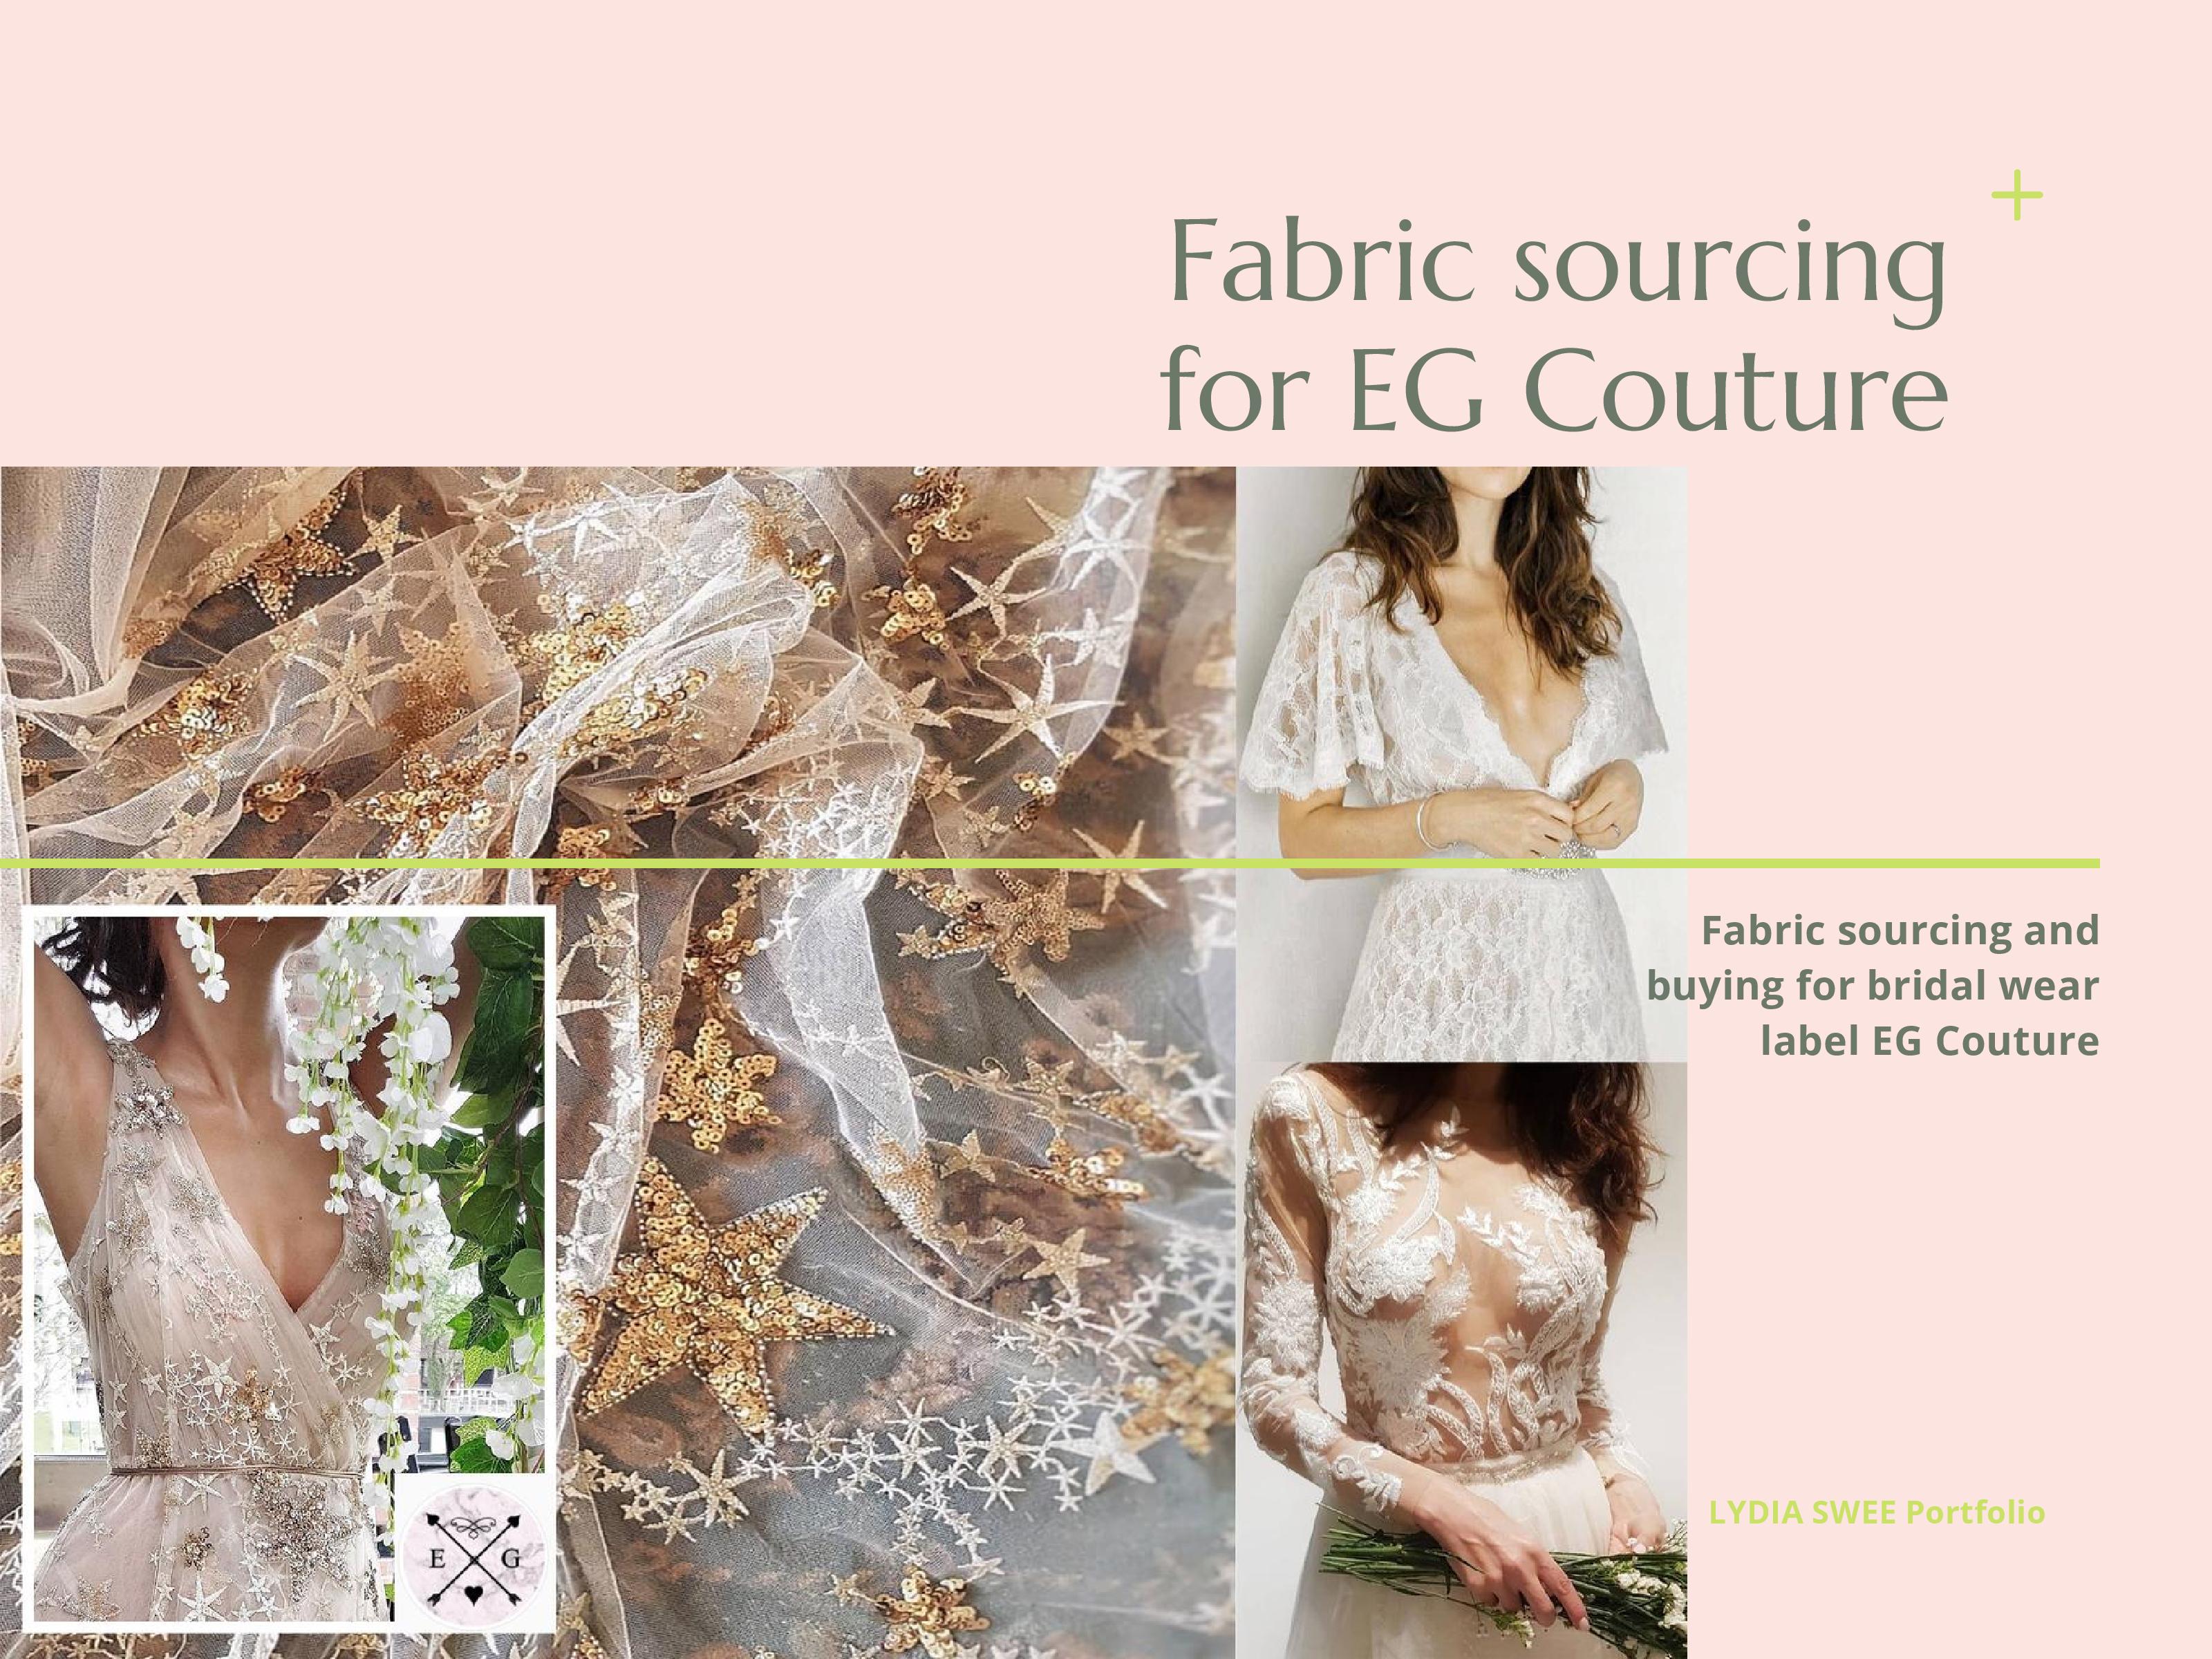 Fabric sourcing
for EG Couture
Fabric sourcing and
buying for bridal wear
label EG Couture
E G
LYDIA SWEE Portfolio